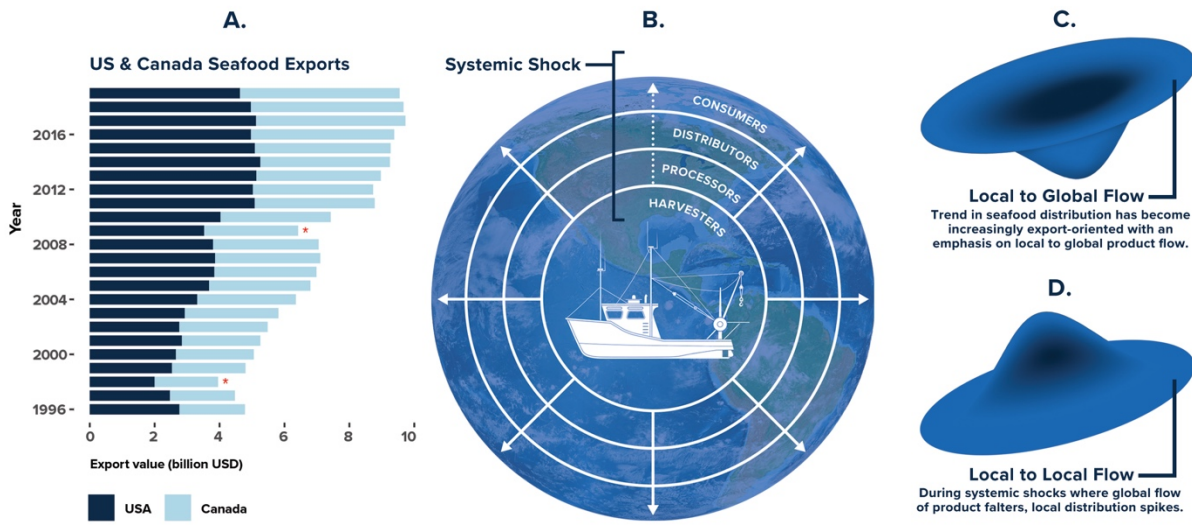 A.
US & Canada Seafood Exports
Year
2016
2012
2008
*
2004
2000
*
1996
0 2 4 6 8 10
Export value (billion USD)
USA Canada
B.
Systemic Shock
CONSUMERS
DISTRIBUTORS
PROCESSORS
HARVESTERS
C.
Local to Global Flow
Trend in seafood distribution has become
increasingly export-oriented with an
emphasis on local to global product flow.
D.
Local to Local Flow
During systemic shocks where global flow
of product falters, local distribution spikes.